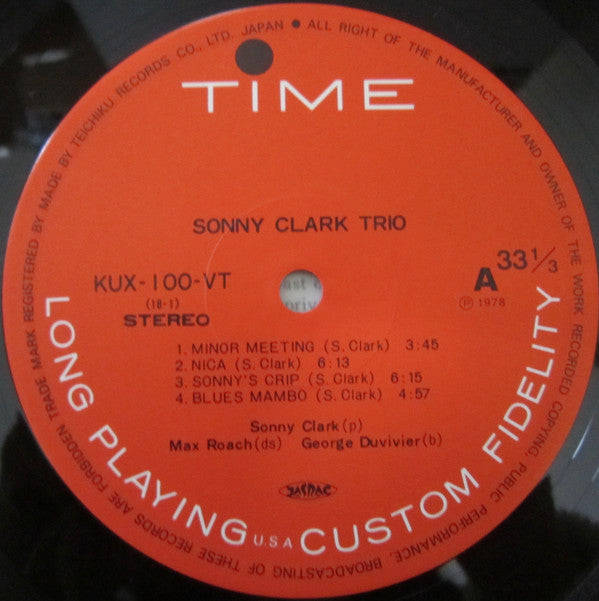 MADE BY TEICHIKU RECORDS CO., LTD. JAPAN ● ALL RIGHT OF THE MANUFACTURER AND OWNER OF THE WORK RECORDED COPYING, PUBLIC PERFORMANCE, BROADCASTING OF THESE RECORDS ARE FORBIDDEN TRADE MARK REGISTERED BY
TIME
SONNY CLARK TRIO
KUX-100-VT
(18-1)
STEREO
A 33 1/3
Ⓟ 1978
1. MINOR MEETING (S. Clark) 3:45
2. NICA (S. Clark) 6:13
3. SONNY'S CRIP (S. Clark) 6:15
4. BLUES MAMBO (S. Clark) 4:57
Sonny Clark(p)
Max Roach(ds) George Duvivier(b)
JASRAC
LONG PLAYING U.S.A CUSTOM FIDELITY